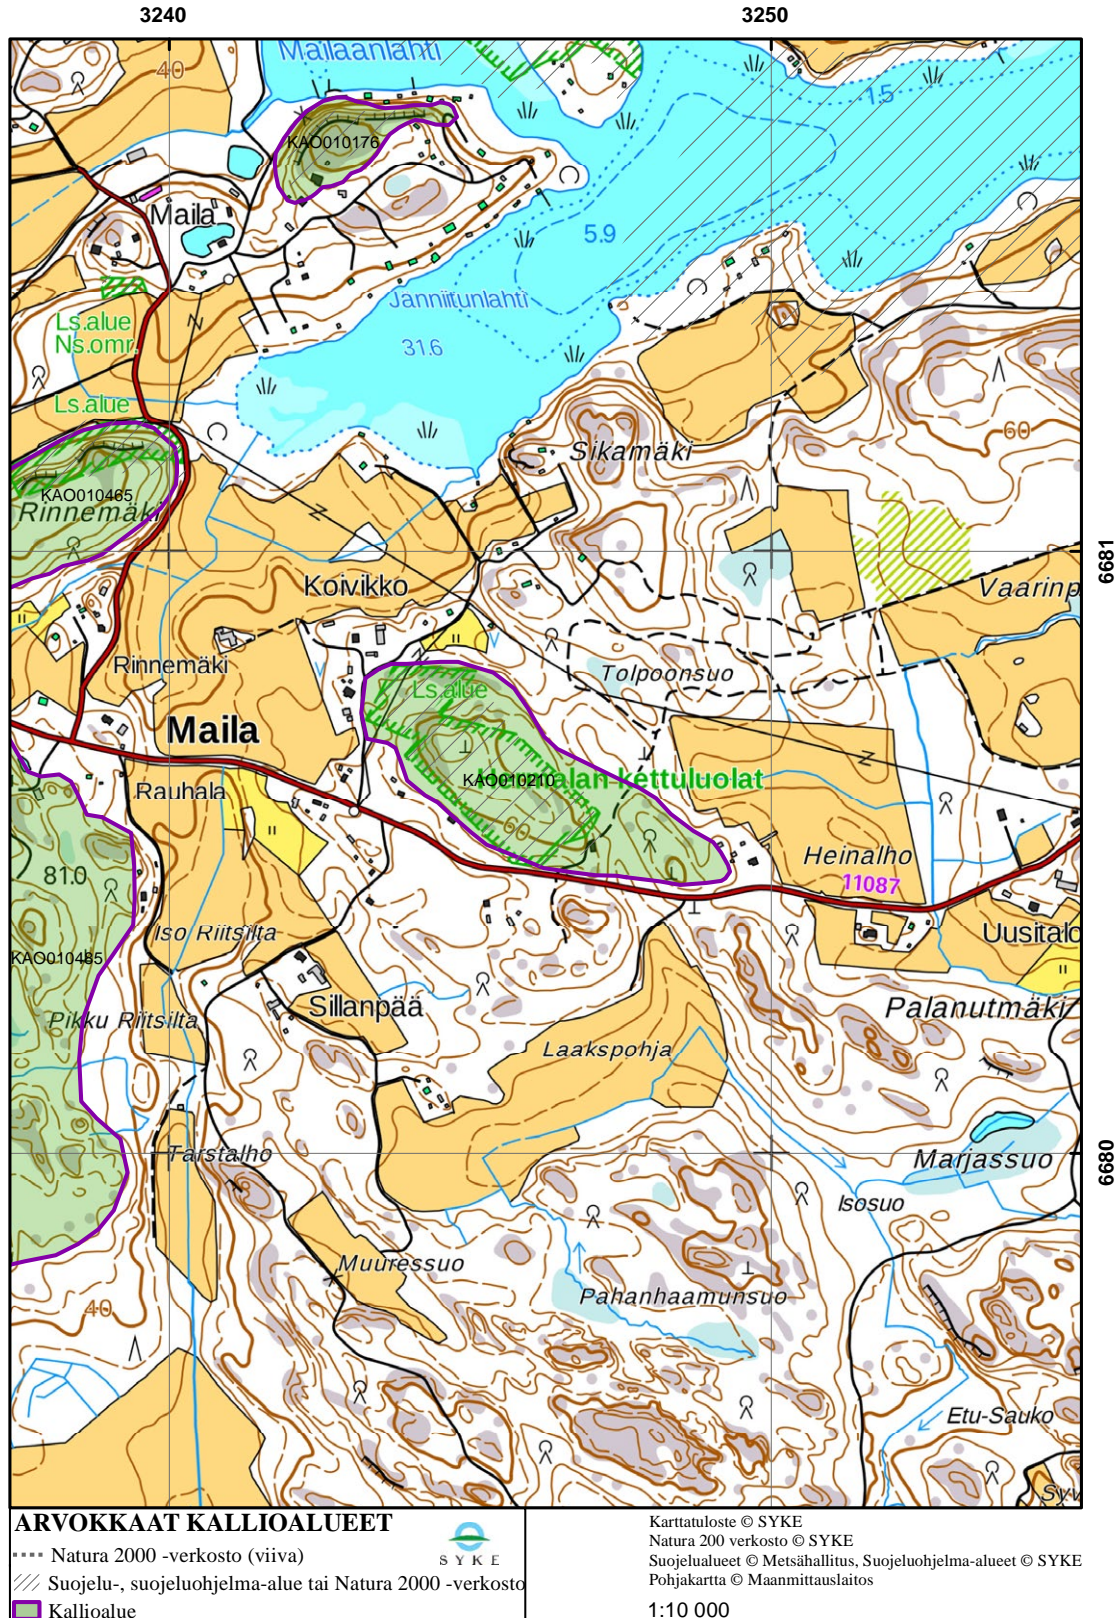 3240
3250
Mailaanlahti
40
1.5
KAO010176
Maila
5.9
Janniitunlahti
Ls.alue
Ns.omr.
31.6
Ls.alue
60
Sikamäki
KAO010465
Rinnemäki
6681
Koivikko
Vaarinp
Rinnemäki
Tolpoonsuo
Ls.alue
Maila
KAO010210
kettuluolat
Rauhala
60
Heinalho
11087
81.0
Iso Riitsilta
Uusitalo
KAO010485
Sillanpää
Palanutmäki
Pikku Riitsilta
Laakspohja
Tarstalho
Marjassuo
6680
Isosuo
Muuressuo
Pahanhaamunsuo
40
Etu-Sauko
Syv
ARVOKKAAT KALLIOALUEET
SYKE
Natura 2000 -verkosto (viiva)
Suojelu-, suojeluohjelma-alue tai Natura 2000 -verkosto
Kallioalue
Karttatuloste © SYKE
Natura 200 verkosto © SYKE
Suojelualueet © Metsähallitus, Suojeluohjelma-alueet © SYKE
Pohjakartta © Maanmittauslaitos
1:10 000